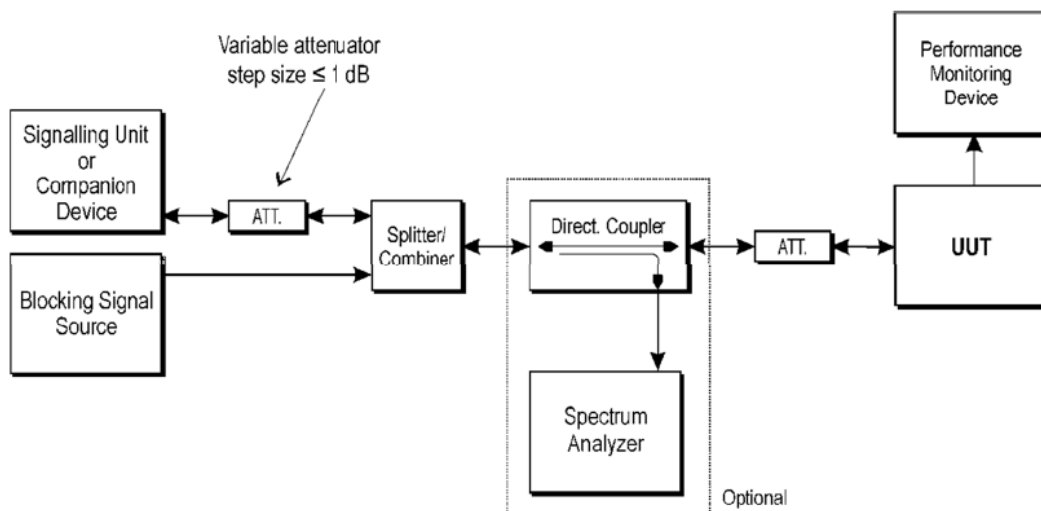 Variable attenuator
step size ≤ 1 dB
Performance
Monitoring
Device
Signalling Unit
or
Companion
Device
ATT.
Splitter/
Combiner
Direct. Coupler
ATT.
UUT
Blocking Signal
Source
Spectrum
Analyzer
Optional